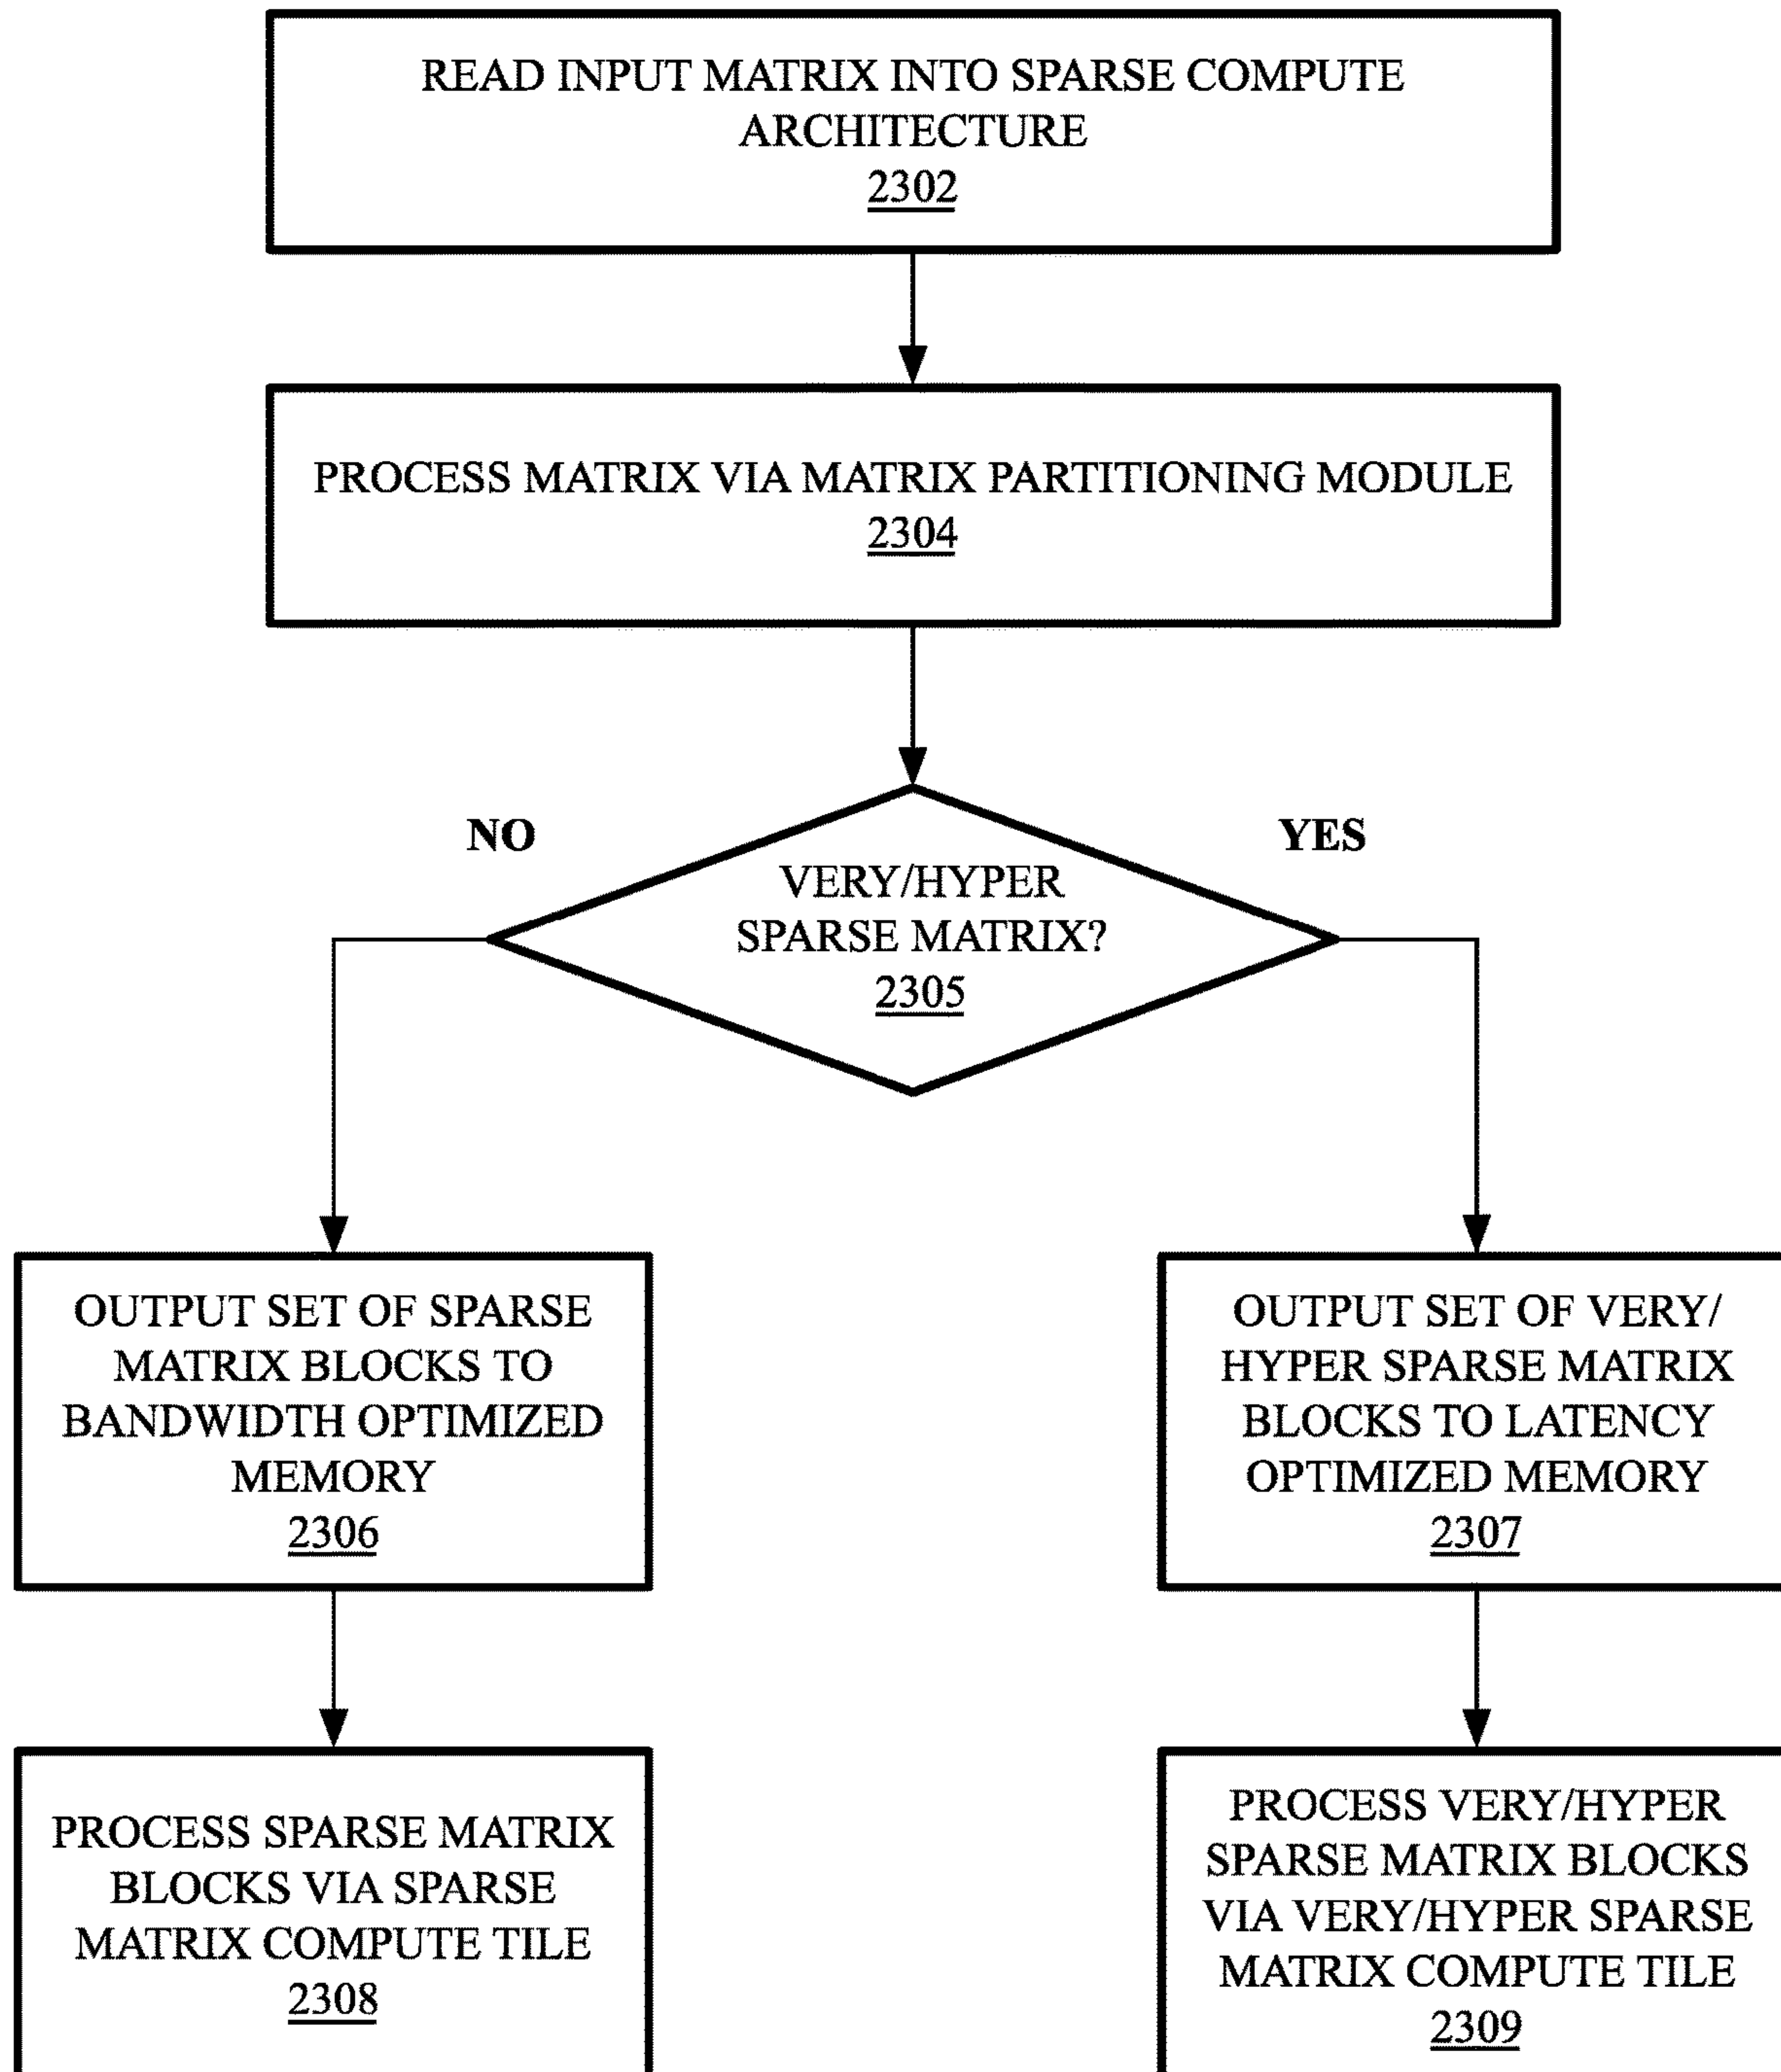 READ INPUT MATRIX INTO SPARSE COMPUTE
ARCHITECTURE
2302
PROCESS MATRIX VIA MATRIX PARTITIONING MODULE
2304
NO
YES
VERY/HYPER
SPARSE MATRIX?
2305
OUTPUT SET OF SPARSE
MATRIX BLOCKS TO
BANDWIDTH OPTIMIZED
MEMORY
2306
OUTPUT SET OF VERY/
HYPER SPARSE MATRIX
BLOCKS TO LATENCY
OPTIMIZED MEMORY
2307
PROCESS SPARSE MATRIX
BLOCKS VIA SPARSE
MATRIX COMPUTE TILE
2308
PROCESS VERY/HYPER
SPARSE MATRIX BLOCKS
VIA VERY/HYPER SPARSE
MATRIX COMPUTE TILE
2309